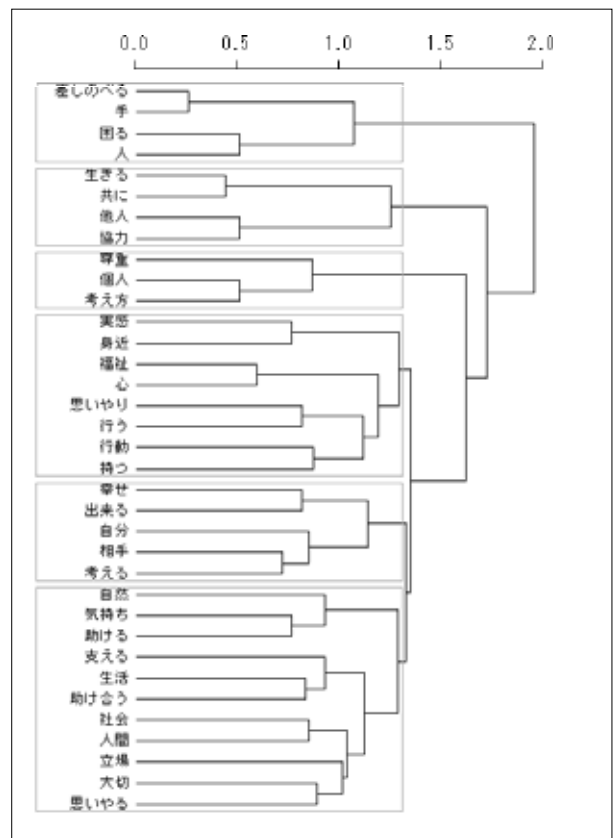 0.0 0.5 1.0 1.5 2.0
差しのべる
手
困る
人
生きる
共に
他人
協力
尊重
個人
考え方
実感
身近
福祉
心
思いやり
行う
行動
持つ
幸せ
出来る
自分
相手
考える
自然
気持ち
助ける
支える
生活
助け合う
社会
人間
立場
大切
思いやる